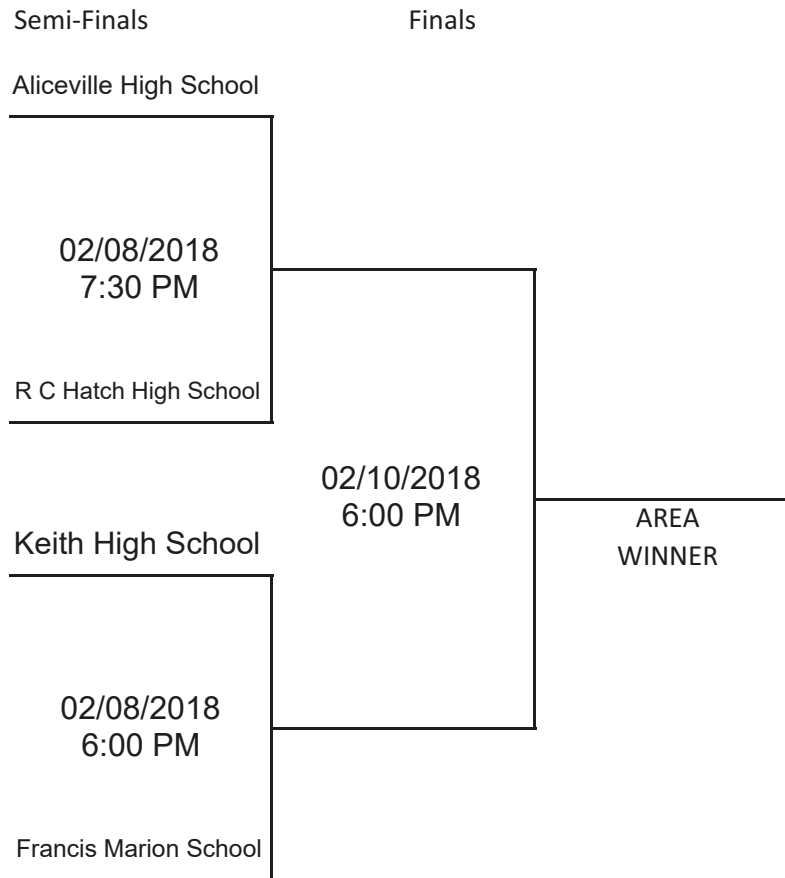 Semi-Finals
Finals
Aliceville High School
02/08/2018
7:30 PM
R C Hatch High School
02/10/2018
6:00 PM
AREA
WINNER
Keith High School
02/08/2018
6:00 PM
Francis Marion School